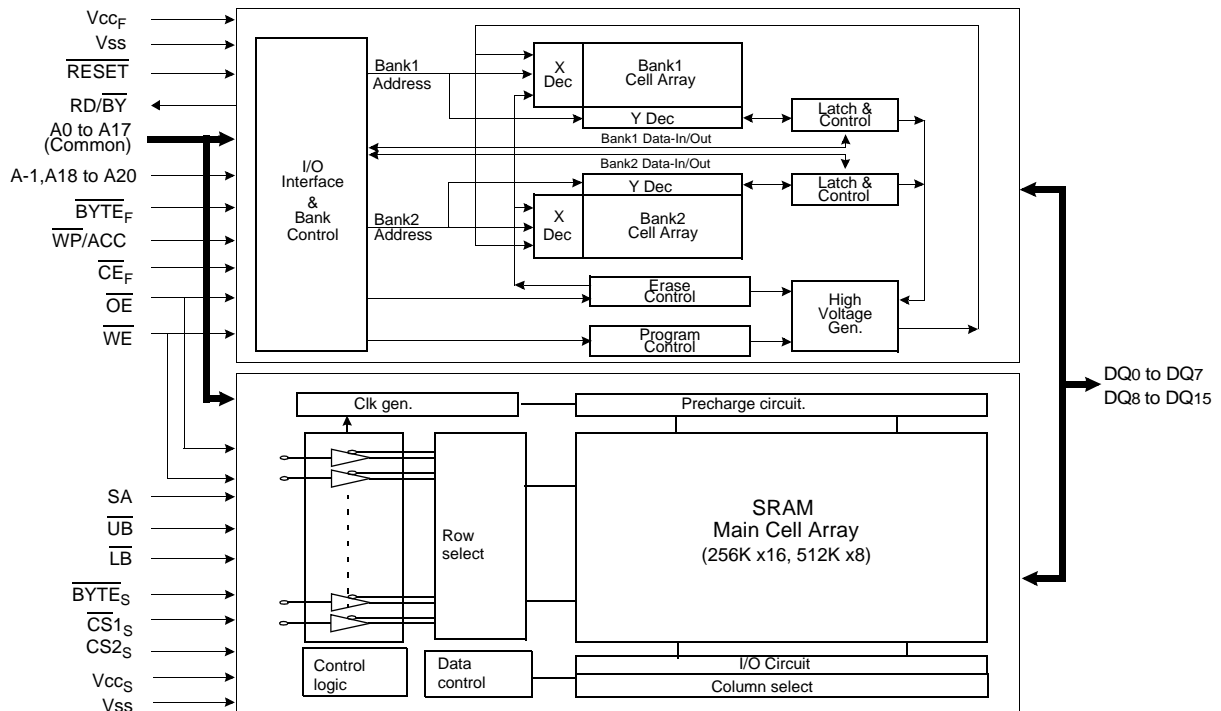 VccF
Vss
RESET
RD/BY
A0 to A17
(Common)
A-1,A18 to A20
BYTEF
WP/ACC
CEF
OE
WE
I/O
Interface
&
Bank
Control
Bank1
Address
X
Dec
Bank1
Cell Array
Y Dec
Latch &
Control
Bank1 Data-In/Out
Bank2 Data-In/Out
Y Dec
Latch &
Control
Bank2
Address
X
Dec
Bank2
Cell Array
Erase
Control
High
Voltage
Gen.
Program
Control
DQ0 to DQ7
DQ8 to DQ15
Clk gen.
Precharge circuit.
SA
UB
LB
BYTES
CS1S
CS2S
VccS
Vss
Row
select
SRAM
Main Cell Array
(256K x16, 512K x8)
Control
logic
Data
control
I/O Circuit
Column select